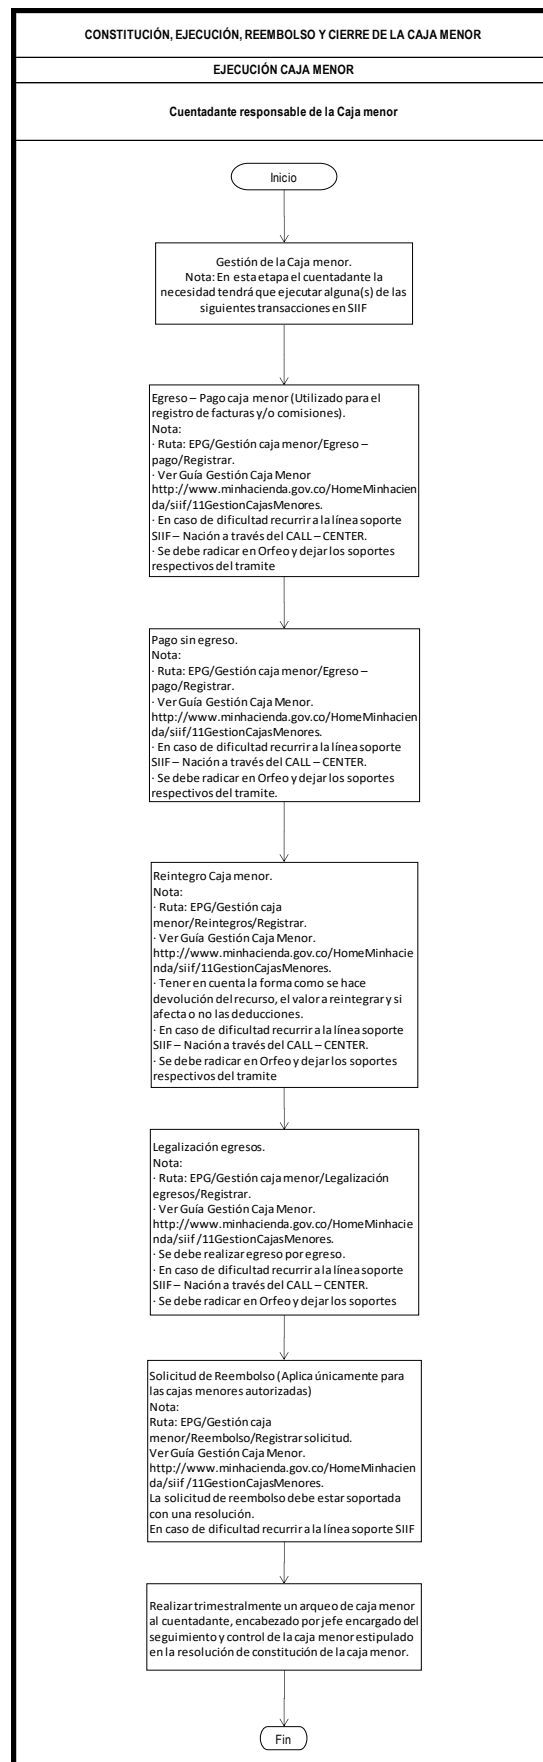 CONSTITUCIÓN, EJECUCIÓN, REEMBOLSO Y CIERRE DE LA CAJA MENOR
EJECUCIÓN CAJA MENOR
Cuentadante responsable de la Caja menor
Inicio
Gestión de la Caja menor.
Nota: En esta etapa el cuentadante la
necesidad tendrá que ejecutar alguna(s) de las
siguientes transacciones en SIIF
Egreso – Pago caja menor (Utilizado para el
registro de facturas y/o comisiones).
Nota:
· Ruta: EPG/Gestión caja menor/Egreso –
pago/Registrar.
· Ver Guía Gestión Caja Menor
http://www.minhacienda.gov.co/HomeMinhacien
da/siif/11GestionCajasMenores.
· En caso de dificultad recurrir a la línea soporte
SIIF – Nación a través del CALL – CENTER.
· Se debe radicar en Orfeo y dejar los soportes
respectivos del tramite
Pago sin egreso.
Nota:
· Ruta: EPG/Gestión caja menor/Egreso –
pago/Registrar.
· Ver Guía Gestión Caja Menor.
http://www.minhacienda.gov.co/HomeMinhacien
da/siif/11GestionCajasMenores.
· En caso de dificultad recurrir a la línea soporte
SIIF – Nación a través del CALL – CENTER.
· Se debe radicar en Orfeo y dejar los soportes
respectivos del tramite.
Reintegro Caja menor.
Nota:
· Ruta: EPG/Gestión caja
menor/Reintegros/Registrar.
· Ver Guía Gestión Caja Menor.
http://www.minhacienda.gov.co/HomeMinhacie
nda/siif/11GestionCajasMenores.
· Tener en cuenta la forma como se hace
devolución del recurso, el valor a reintegrar y si
afecta o no las deducciones.
· En caso de dificultad recurrir a la línea soporte
SIIF – Nación a través del CALL – CENTER.
· Se debe radicar en Orfeo y dejar los soportes
respectivos del tramite
Legalización egresos.
Nota:
· Ruta: EPG/Gestión caja menor/Legalización
egresos/Registrar.
· Ver Guía Gestión Caja Menor.
http://www.minhacienda.gov.co/HomeMinhacie
nda/siif/11GestionCajasMenores.
· Se debe realizar egreso por egreso.
· En caso de dificultad recurrir a la línea soporte
SIIF – Nación a través del CALL – CENTER.
· Se debe radicar en Orfeo y dejar los soportes
Solicitud de Reembolso (Aplica únicamente para
las cajas menores autorizadas)
Nota:
Ruta: EPG/Gestión caja
menor/Reembolso/Registrar solicitud.
Ver Guía Gestión Caja Menor.
http://www.minhacienda.gov.co/HomeMinhacien
da/siif/11GestionCajasMenores.
La solicitud de reembolso debe estar soportada
con una resolución.
En caso de dificultad recurrir a la línea soporte SIIF
Realizar trimestralmente un arqueo de caja menor
al cuentadante, encabezado por jefe encargado del
seguimiento y control de la caja menor estipulado
en la resolución de constitución de la caja menor.
Fin